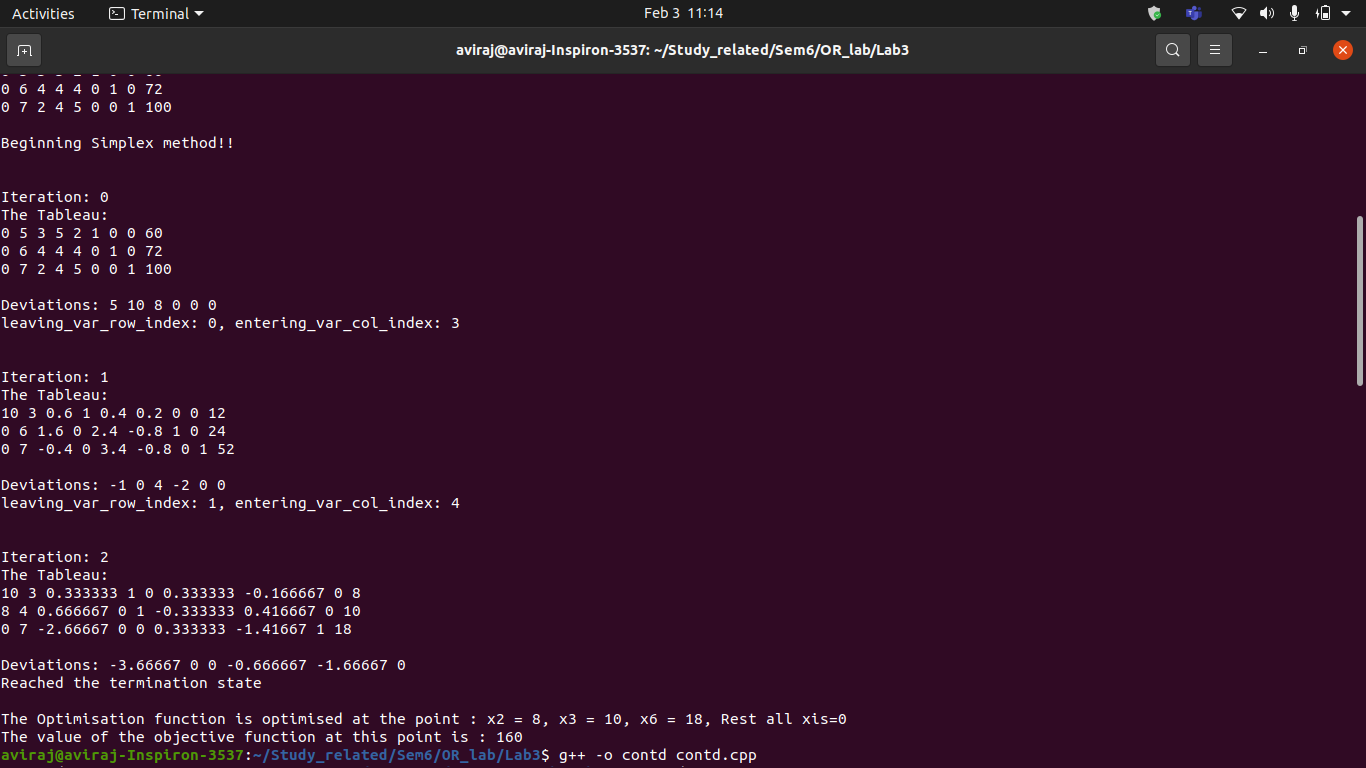 Activities Terminal Feb 3 11:14
aviraj@aviraj-Inspiron-3537: ~/Study_related/Sem6/OR_lab/Lab3
0 6 4 4 4 0 1 0 72
0 7 2 4 5 0 0 1 100
Beginning Simplex method!!
Iteration: 0
The Tableau:
0 5 3 5 2 1 0 0 60
0 6 4 4 4 0 1 0 72
0 7 2 4 5 0 0 1 100
Deviations: 5 10 8 0 0 0
leaving_var_row_index: 0, entering_var_col_index: 3
Iteration: 1
The Tableau:
10 3 0.6 1 0.4 0.2 0 0 12
0 6 1.6 0 2.4 -0.8 1 0 24
0 7 -0.4 0 3.4 -0.8 0 1 52
Deviations: -1 0 4 -2 0 0
leaving_var_row_index: 1, entering_var_col_index: 4
Iteration: 2
The Tableau:
10 3 0.333333 1 0 0.333333 -0.166667 0 8
8 4 0.666667 0 1 -0.333333 0.416667 0 10
0 7 -2.66667 0 0 0.333333 -1.41667 1 18
Deviations: -3.66667 0 0 -0.666667 -1.66667 0
Reached the termination state
The Optimisation function is optimised at the point : x2 = 8, x3 = 10, x6 = 18, Rest all xis=0
The value of the objective function at this point is : 160
aviraj@aviraj-Inspiron-3537:~/Study_related/Sem6/OR_lab/Lab3$ g++ -o contd contd.cpp